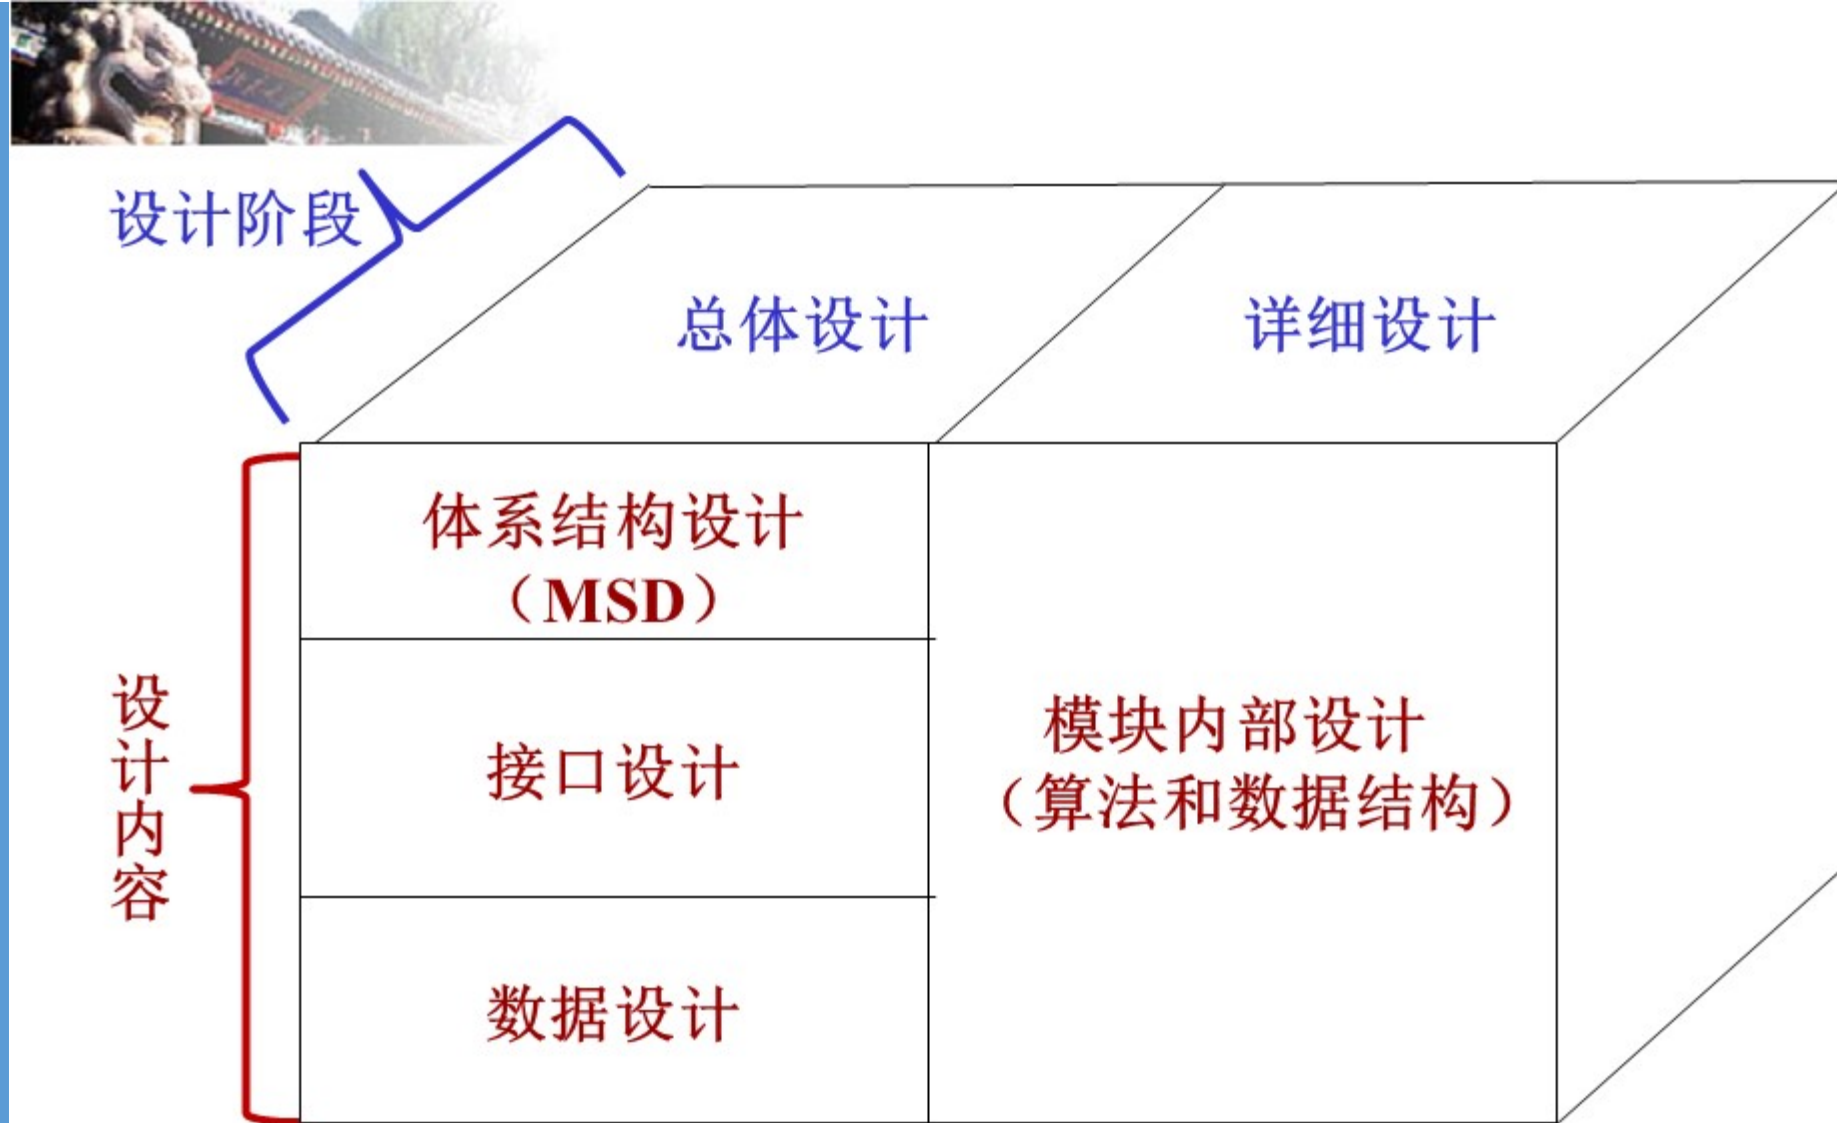 设计阶段
总体设计
详细设计
设计内容
体系结构设计
（MSD）
接口设计
数据设计
模块内部设计
（算法和数据结构）